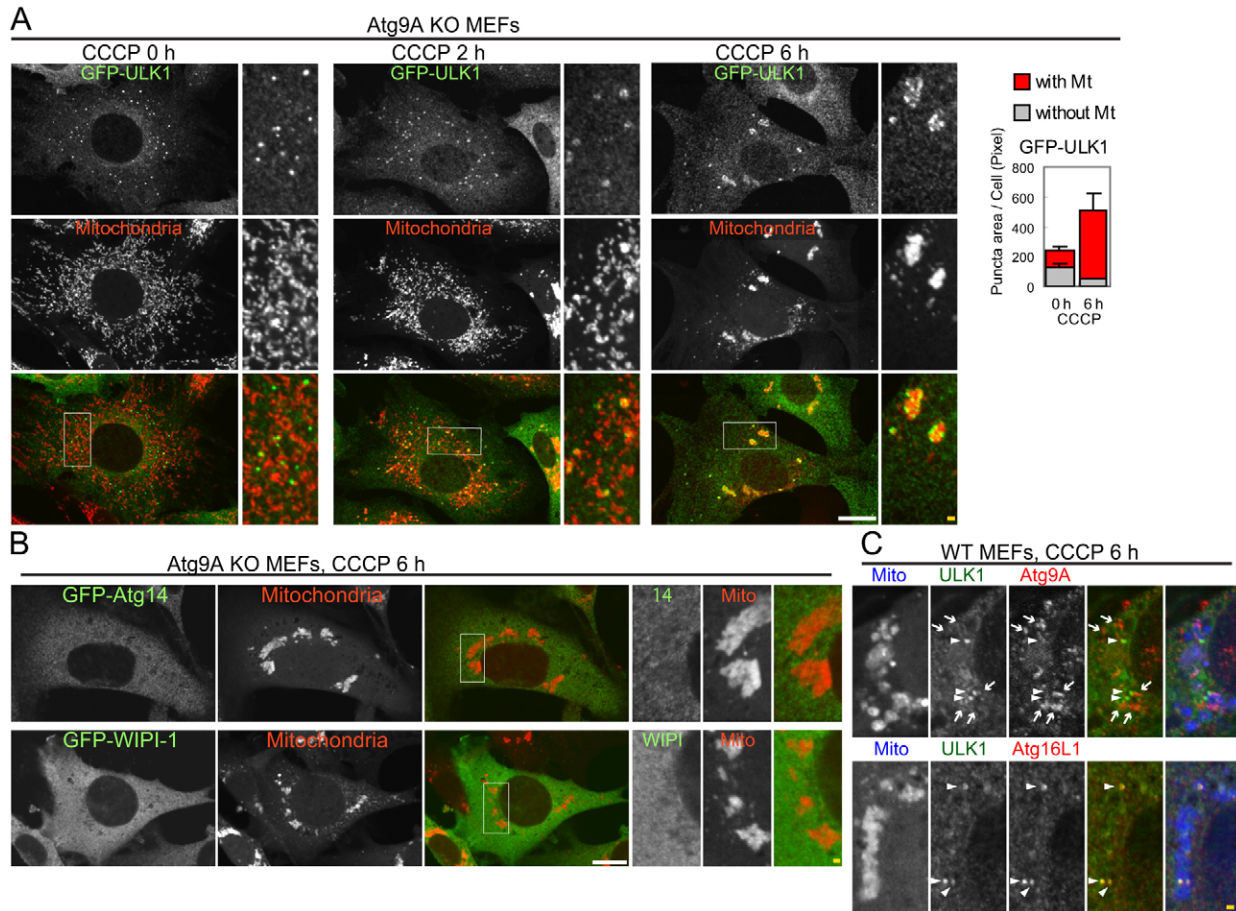 A
Atg9A KO MEFs
CCCP 0 h
CCCP 2 h
CCCP 6 h
GFP-ULK1
GFP-ULK1
GFP-ULK1
Mitochondria
Mitochondria
Mitochondria
with Mt
without Mt
GFP-ULK1
Puncta area / Cell (Pixel)
800
600
400
200
0
0 h
6 h
CCCP
B
Atg9A KO MEFs, CCCP 6 h
GFP-Atg14
Mitochondria
14
Mito
GFP-WIPI-1
Mitochondria
WIPI
Mito
C
WT MEFs, CCCP 6 h
Mito
ULK1
Atg9A
Mito
ULK1
Atg16L1